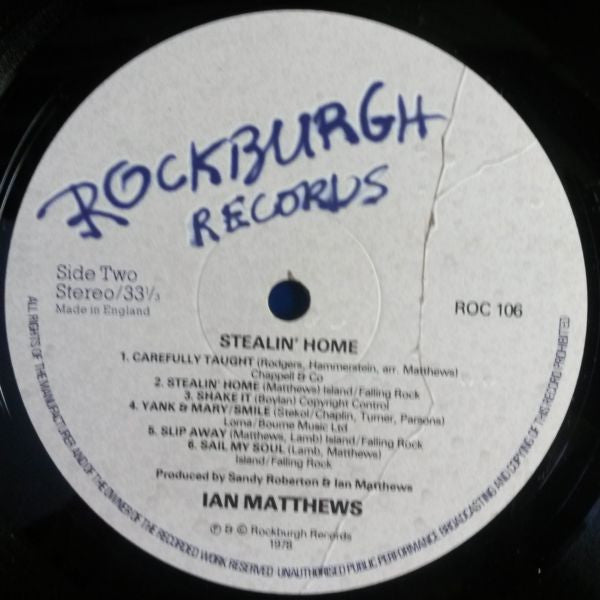 ROCKBURGH
RECORDS
Side Two
Stereo/33⅓
Made in England
ROC 106
STEALIN' HOME
1. CAREFULLY TAUGHT (Rodgers, Hammerstein, arr. Matthews)
Chappell & Co
2. STEALIN' HOME (Matthews) Island/Falling Rock
3. SHAKE IT (Boylan) Copyright Control
4. YANK & MARY/SMILE (Stekol/Chaplin, Turner, Parsons)
Lorna/Bourne Music Ltd
5. SLIP AWAY (Matthews, Lamb) Island/Falling Rock
6. SAIL MY SOUL (Lamb, Matthews)
Island/Falling Rock
Produced by Sandy Roberton & Ian Matthews
IAN MATTHEWS
℗ & © Rockburgh Records
1978
ALL RIGHTS OF THE MANUFACTURER AND OF THE OWNER OF THE RECORDED WORK RESERVED UNAUTHORISED PUBLIC PERFORMANCE BROADCASTING AND COPYING OF THIS RECORD PROHIBITED